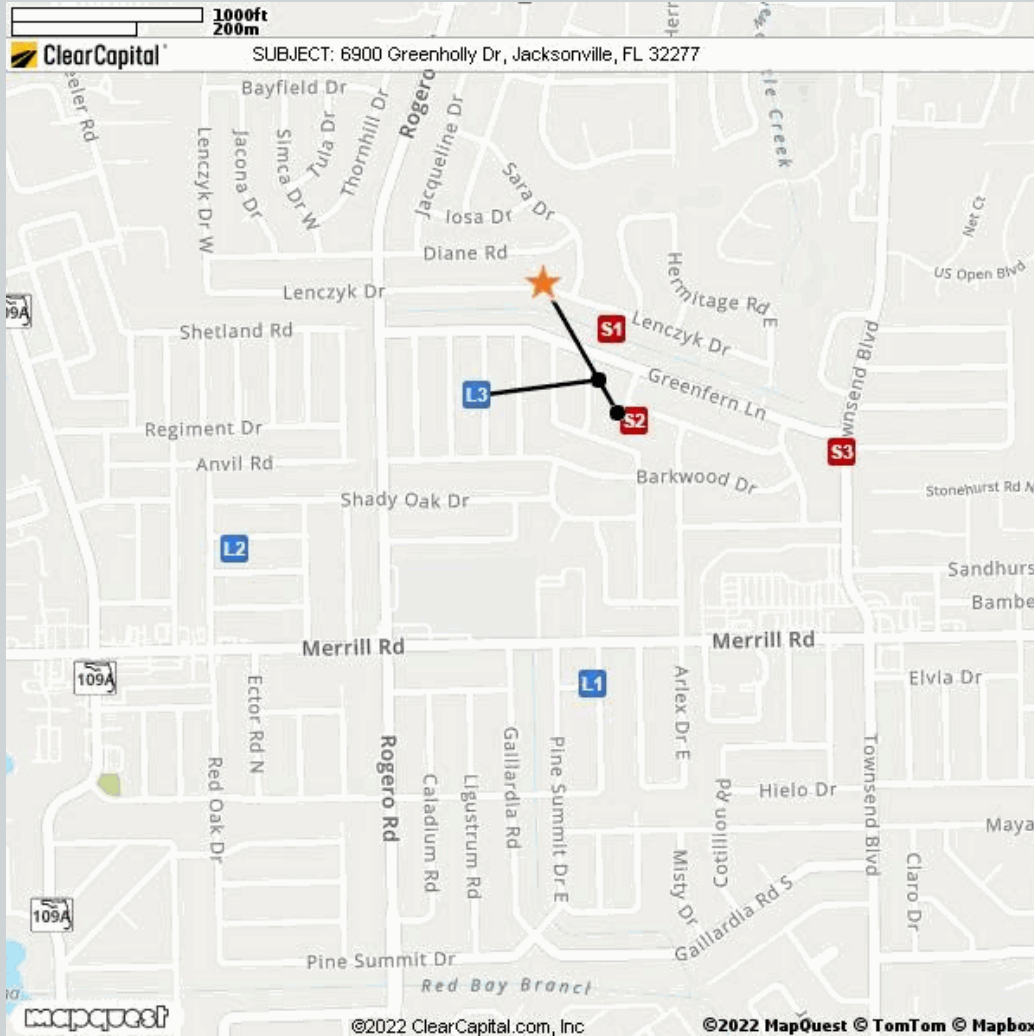 1000ft
200m
ClearCapital
SUBJECT: 6900 Greenholly Dr, Jacksonville, FL 32277
Bayfield Dr
Rogero
Lenczyk Dr W
Jacona Dr
Simca Dr W
Tula Dr
Thornhill Dr
Jacqueline Dr
Sara Dr
Iosa Dr
Diane Rd
Net Ct
US Open Blvd
Hermitage Rd E
Lenczyk Dr
Lenczyk Dr
Shetland Rd
S1
Greenfern Ln
L3
S2
S3
Regiment Dr
Anvil Rd
Barkwood Dr
Shady Oak Dr
Stonehurst Rd N
L2
Merrill Rd
Merrill Rd
109A
L1
Ector Rd N
Arlex Dr E
Elvia Dr
Red Oak Dr
Rogero Rd
Caladium Rd
Ligustrum Rd
Gaillardia Rd
Pine Summit Dr E
Cotillion Rd
Hielo Dr
Townsend Blvd
Misty Dr
Claro Dr
109A
Gaillardia Rd S
Pine Summit Dr
Red Bay Branch
mapquest
©2022 ClearCapital.com, Inc
©2022 MapQuest © TomTom © Mapbox